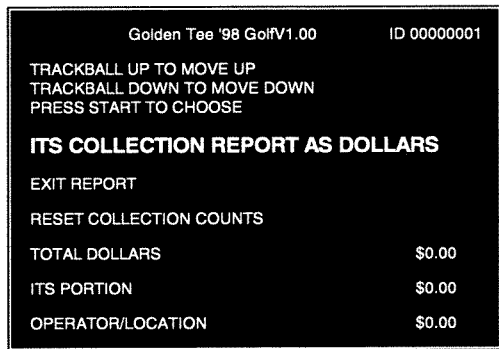 Golden Tee '98 GolfV1.00 ID 00000001
TRACKBALL UP TO MOVE UP
TRACKBALL DOWN TO MOVE DOWN
PRESS START TO CHOOSE
ITS COLLECTION REPORT AS DOLLARS
EXIT REPORT
RESET COLLECTION COUNTS
TOTAL DOLLARS $0.00
ITS PORTION $0.00
OPERATOR/LOCATION $0.00